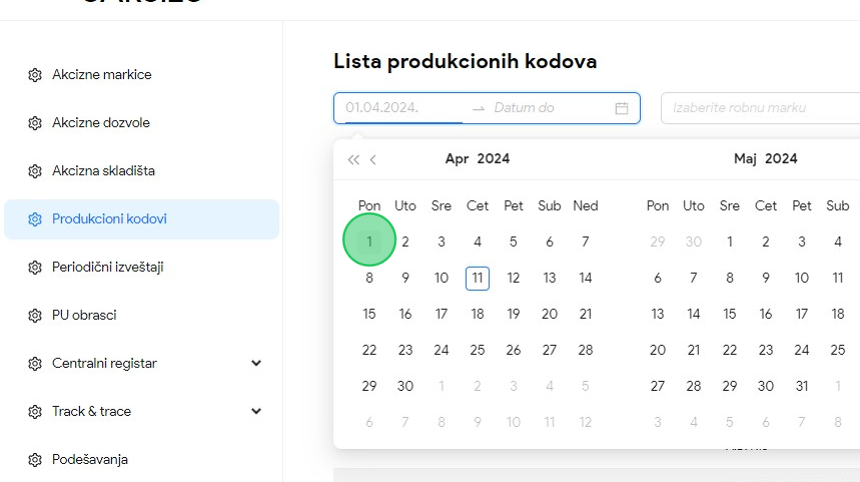 Akcizne markice
Akcizne dozvole
Akcizna skladišta
Produkcioni kodovi
Periodični izveštaji
PU obrasci
Centralni registar
Track & trace
Podešavanja
Lista produkcionih kodova
01.04.2024. → Datum do
Izaberite robnu marku
« ‹ Apr 2024
Pon Uto Sre Čet Pet Sub Ned
1 2 3 4 5 6 7
8 9 10 11 12 13 14
15 16 17 18 19 20 21
22 23 24 25 26 27 28
29 30 1 2 3 4 5
6 7 8 9 10 11 12
Maj 2024
Pon Uto Sre Čet Pet Sub
29 30 1 2 3 4
6 7 8 9 10 11
13 14 15 16 17 18
20 21 22 23 24 25
27 28 29 30 31 1
3 4 5 6 7 8